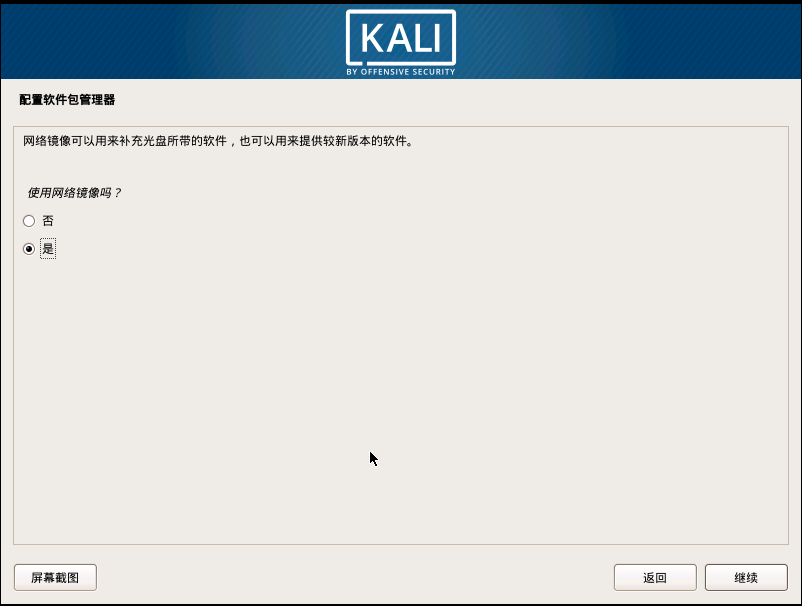 KALI
BY OFFENSIVE SECURITY
配置软件包管理器
网络镜像可以用来补充光盘所带的软件，也可以用来提供较新版本的软件。
使用网络镜像吗？
否
是
屏幕截图
返回
继续